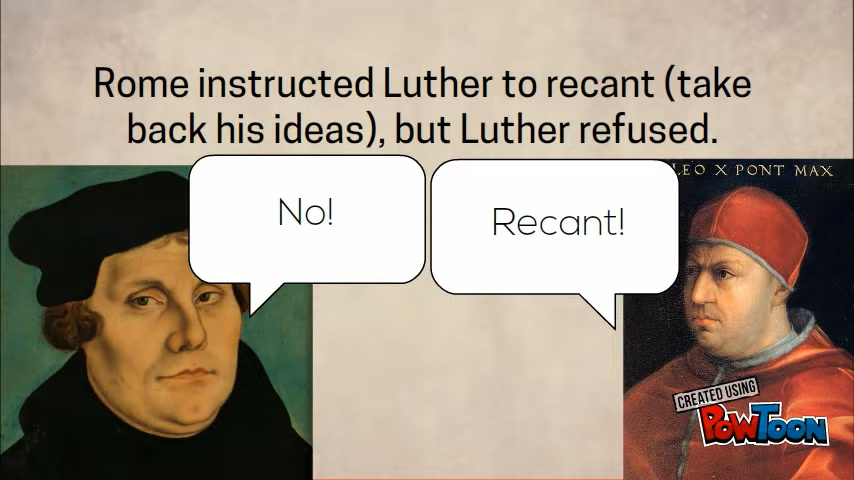 Rome instructed Luther to recant (take
back his ideas), but Luther refused.
No!
Recant!
LEO X PONT MAX
CREATED USING
POWTOON